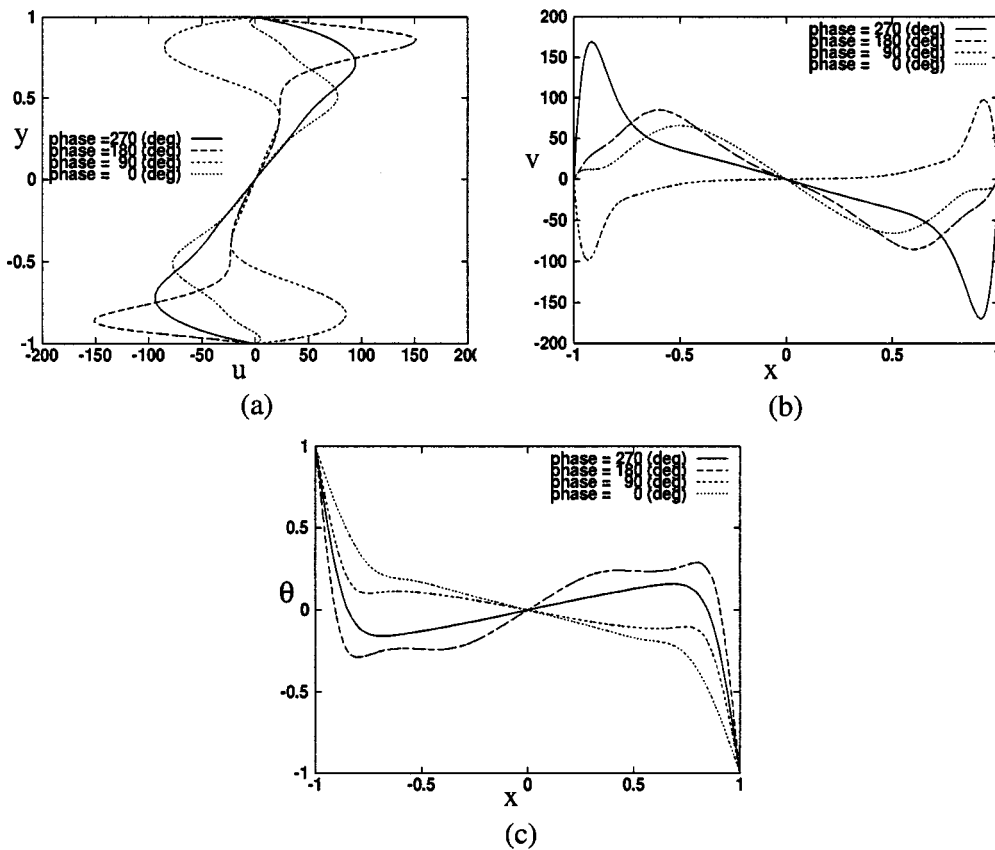 1
0.5
y
phase =270 (deg)
phase =180 (deg)
phase = 90 (deg)
phase = 0 (deg)
0
-0.5
-1
-200 -150 -100 -50 0 50 100 150 200
u
(a)
200
phase = 270 (deg)
phase = 180 (deg)
phase = 90 (deg)
phase = 0 (deg)
150
100
50
v
0
-50
-100
-150
-200
-1 -0.5 0 0.5 1
x
(b)
1
phase = 270 (deg)
phase = 180 (deg)
phase = 90 (deg)
phase = 0 (deg)
0.5
θ
0
-0.5
-1
-1 -0.5 0 0.5 1
x
(c)